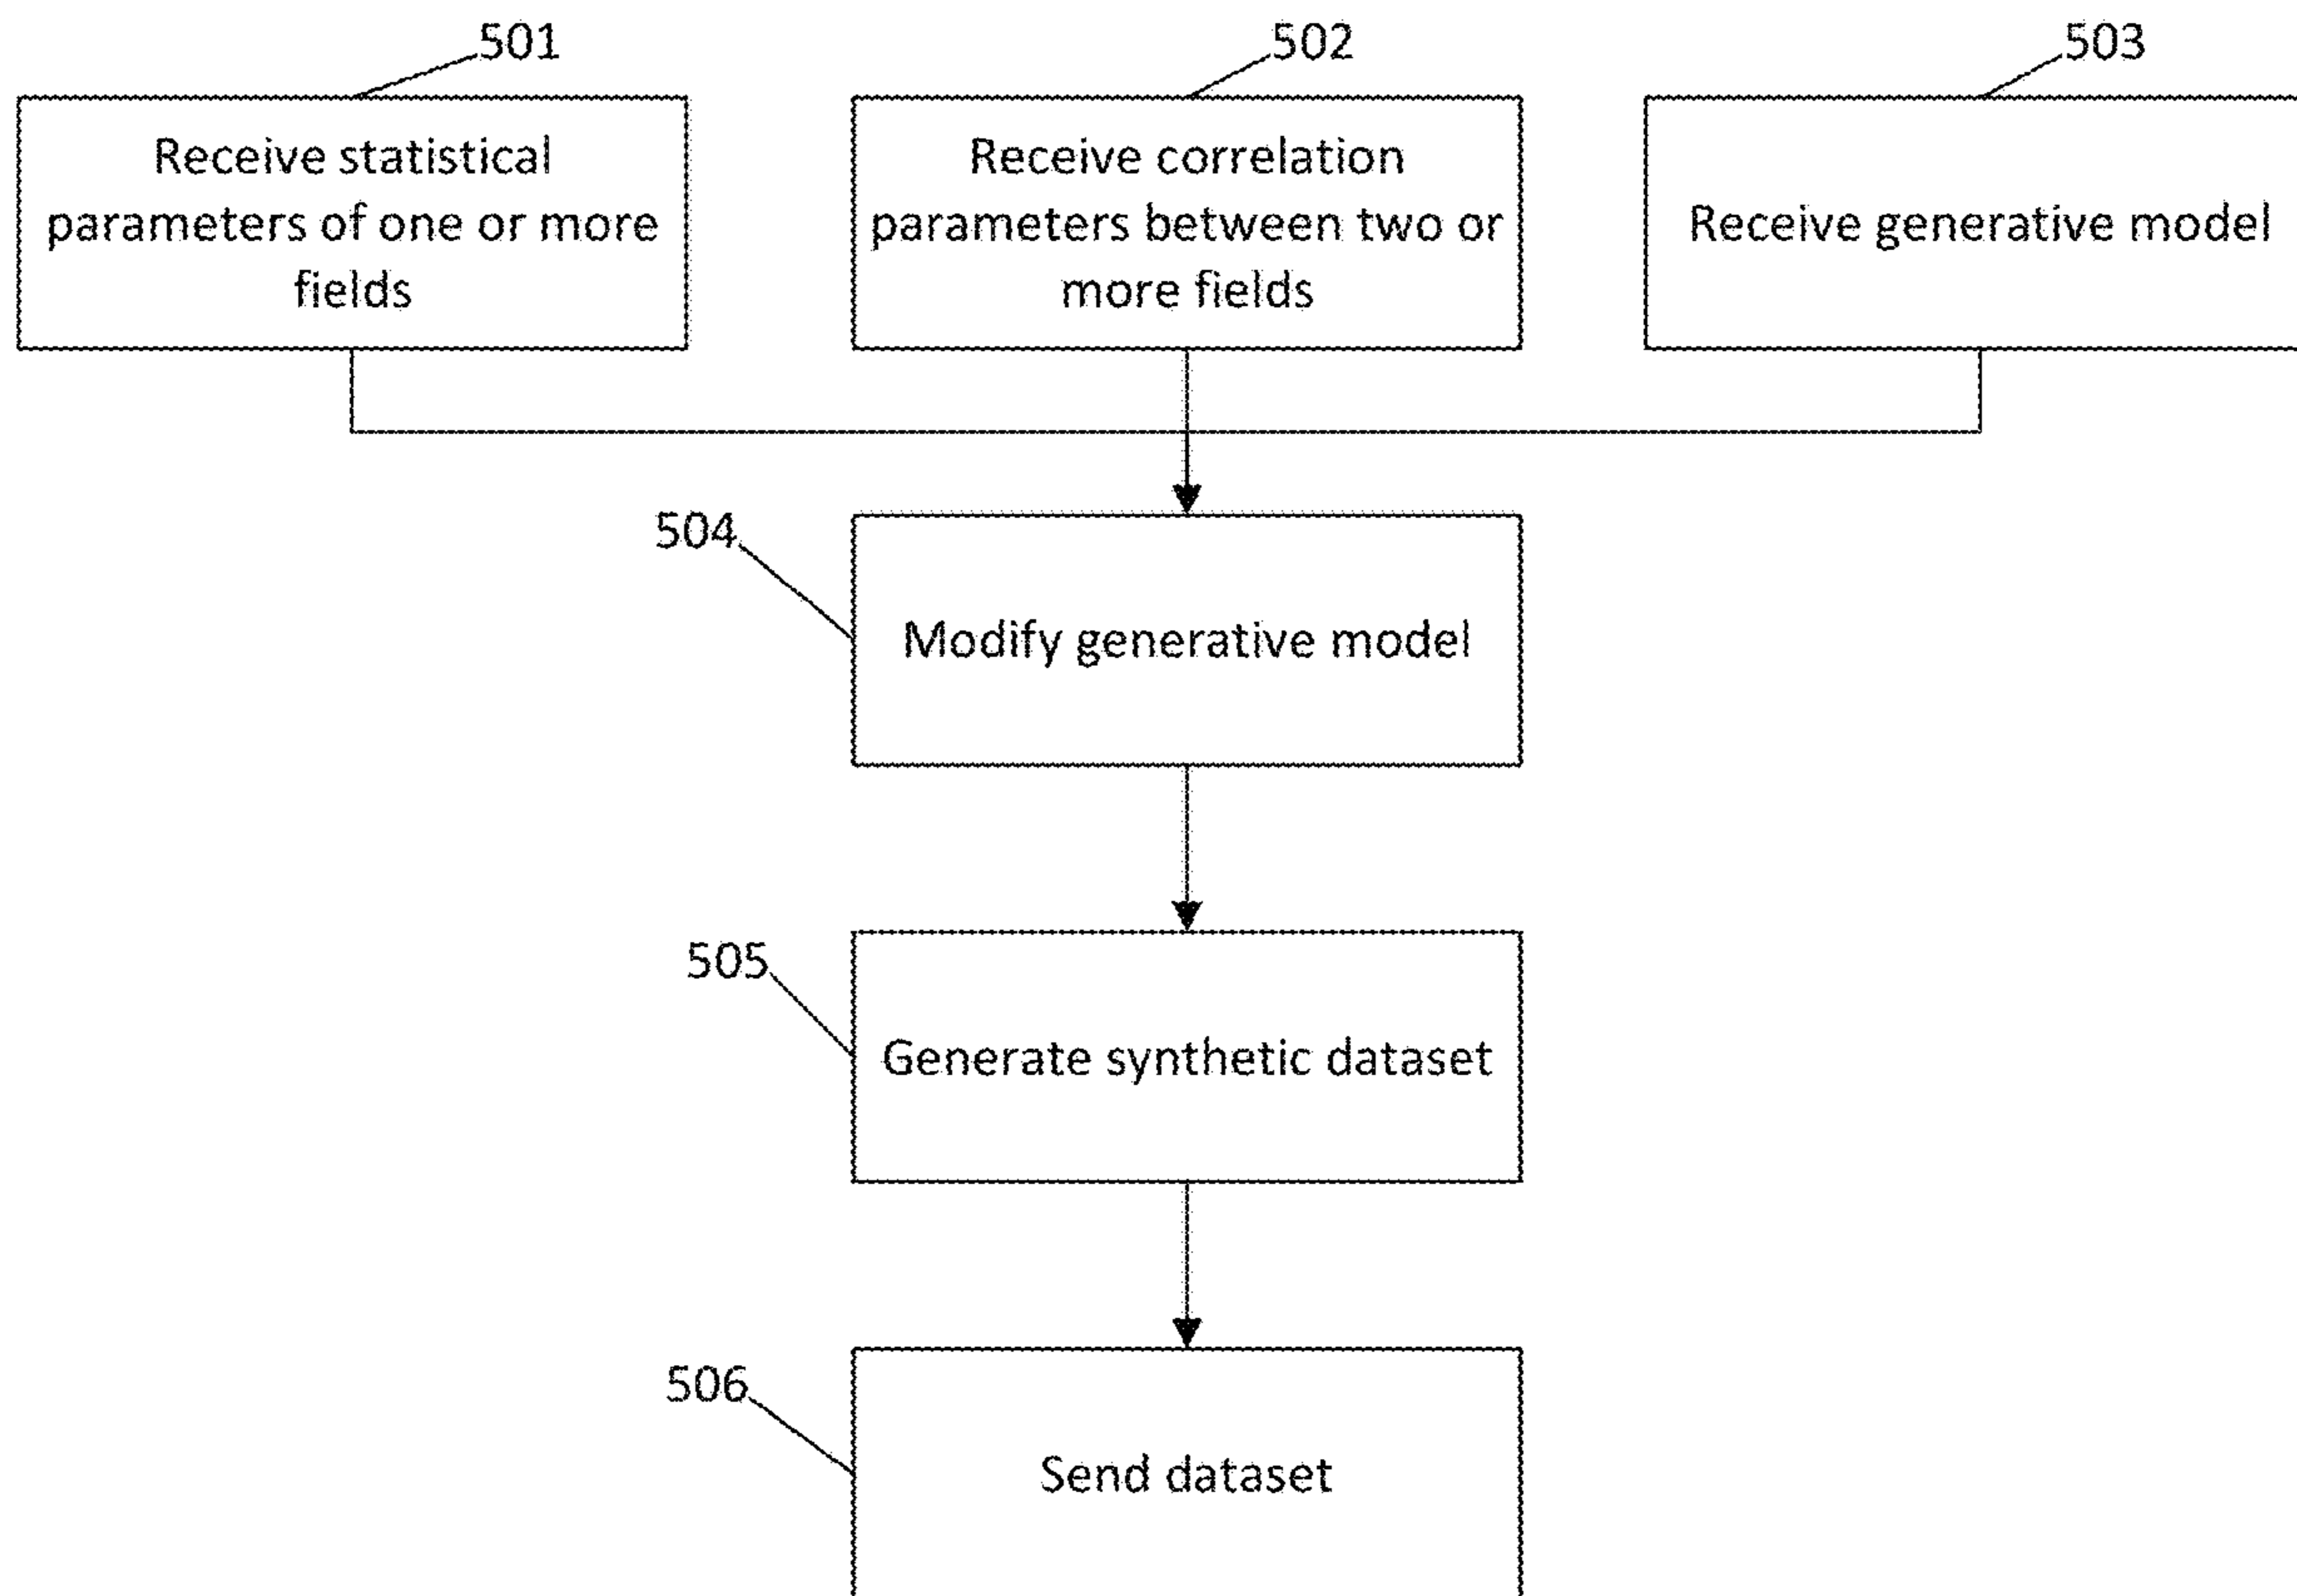 501
502
503
Receive statistical
parameters of one or more
fields
Receive correlation
parameters between two or
more fields
Receive generative model
504
Modify generative model
505
Generate synthetic dataset
506
Send dataset